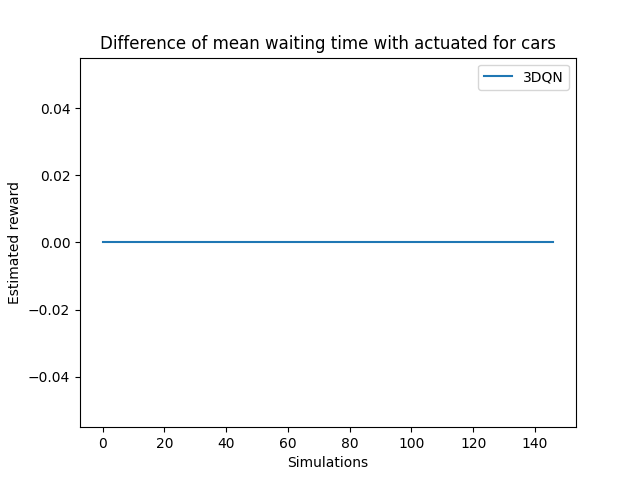 Difference of mean waiting time with actuated for cars
3DQN
Estimated reward
0.04
0.02
0.00
−0.02
−0.04
0 20 40 60 80 100 120 140
Simulations